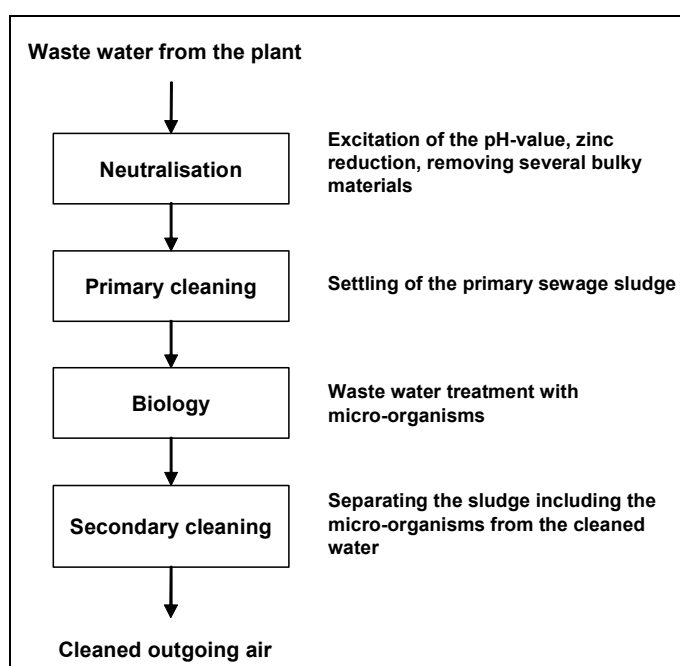 Waste water from the plant
Neutralisation
Excitation of the pH-value, zinc
reduction, removing several bulky
materials
Primary cleaning
Settling of the primary sewage sludge
Biology
Waste water treatment with
micro-organisms
Secondary cleaning
Separating the sludge including the
micro-organisms from the cleaned
water
Cleaned outgoing air